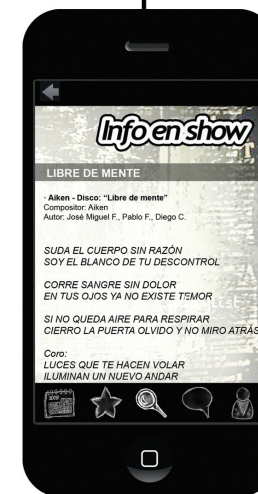 Info en show
LIBRE DE MENTE
- Aiken - Disco: “Libre de mente”
Compositor: Aiken
Autor: José Miguel F., Pablo F., Diego C.
SUDA EL CUERPO SIN RAZÓN
SOY EL BLANCO DE TU DESCONTROL
CORRE SANGRE SIN DOLOR
EN TUS OJOS YA NO EXISTE TEMOR
SI NO QUEDA AIRE PARA RESPIRAR
CIERRO LA PUERTA OLVIDO Y NO MIRO ATRÁS
Coro:
LUCES QUE TE HACEN VOLAR
ILUMINAN UN NUEVO ANDAR